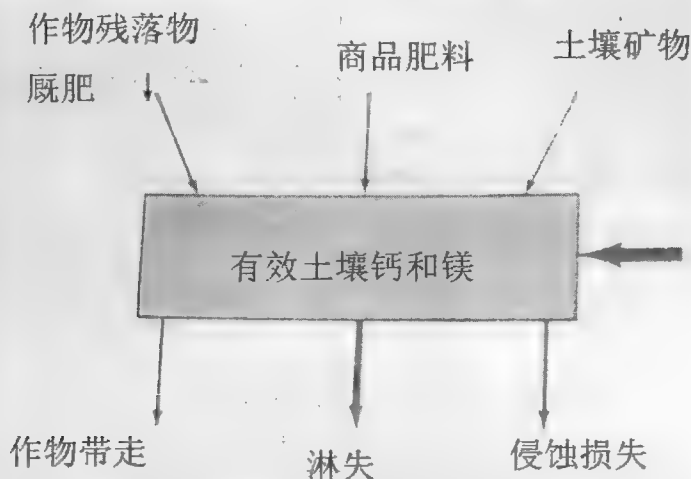 作物残落物
厩肥
商品肥料
土壤矿物
有效土壤钙和镁
作物带走
淋失
侵蚀损失